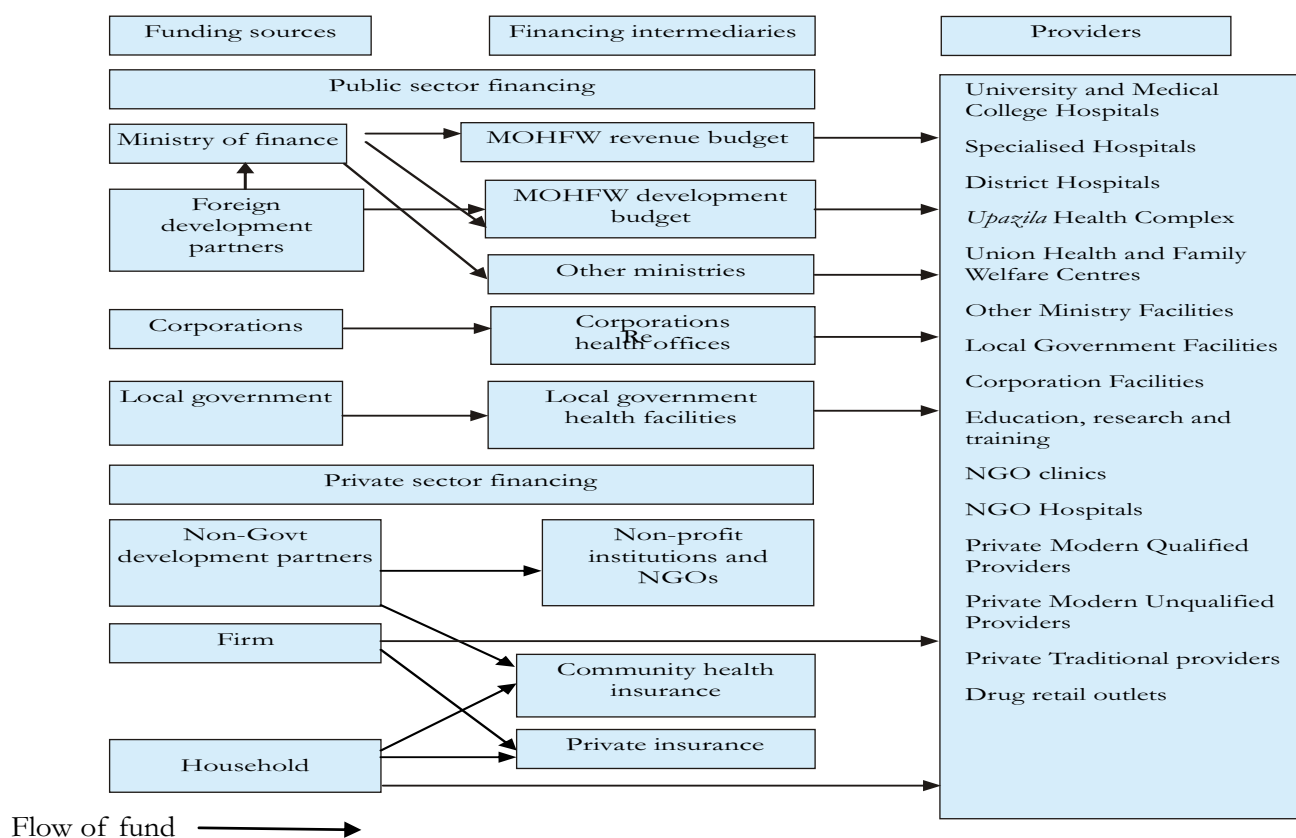 Funding sources
Financing intermediaries
Providers
Public sector financing
Ministry of finance
MOHFW revenue budget
Foreign
development
partners
MOHFW development
budget
Other ministries
Corporations
Corporations
Re
health offices
Local government
Local government
health facilities
Private sector financing
Non-Govt
development partners
Non-profit
institutions and
NGOs
Firm
Community health
insurance
Household
Private insurance
University and Medical
College Hospitals
Specialised Hospitals
District Hospitals
Upazila Health Complex
Union Health and Family
Welfare Centres
Other Ministry Facilities
Local Government Facilities
Corporation Facilities
Education, research and
training
NGO clinics
NGO Hospitals
Private Modern Qualified
Providers
Private Modern Unqualified
Providers
Private Traditional providers
Drug retail outlets
Flow of fund